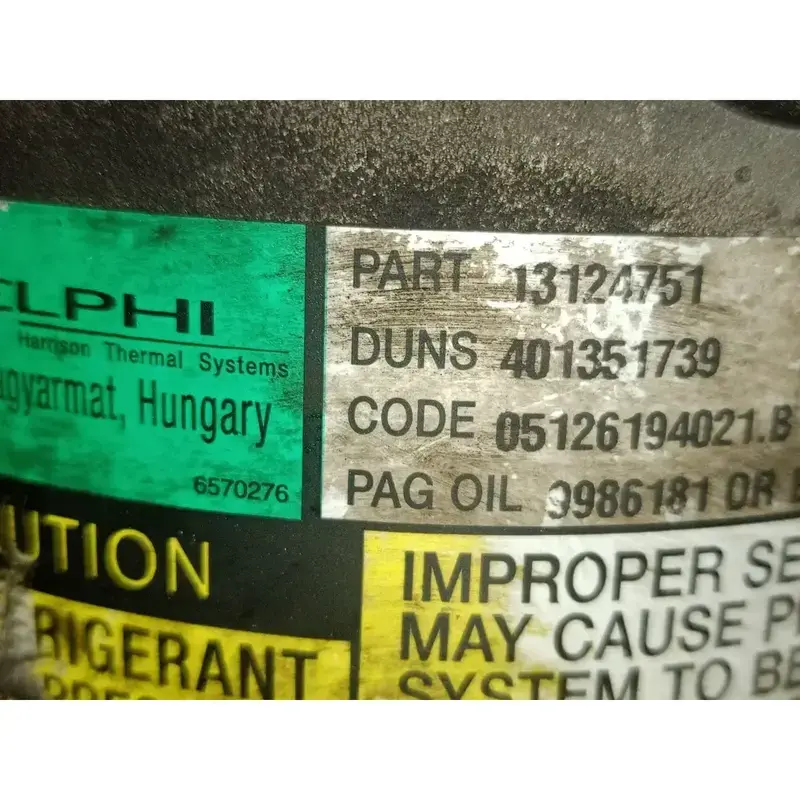 ELPHI
Harrison Thermal Systems
agyarmat, Hungary
6570276
PART 13124751
DUNS 401351739
CODE 05126194021.B
PAG OIL 9986181 OR
UTION
RIGERANT
IMPROPER SE
MAY CAUSE
SYSTEM TO BE